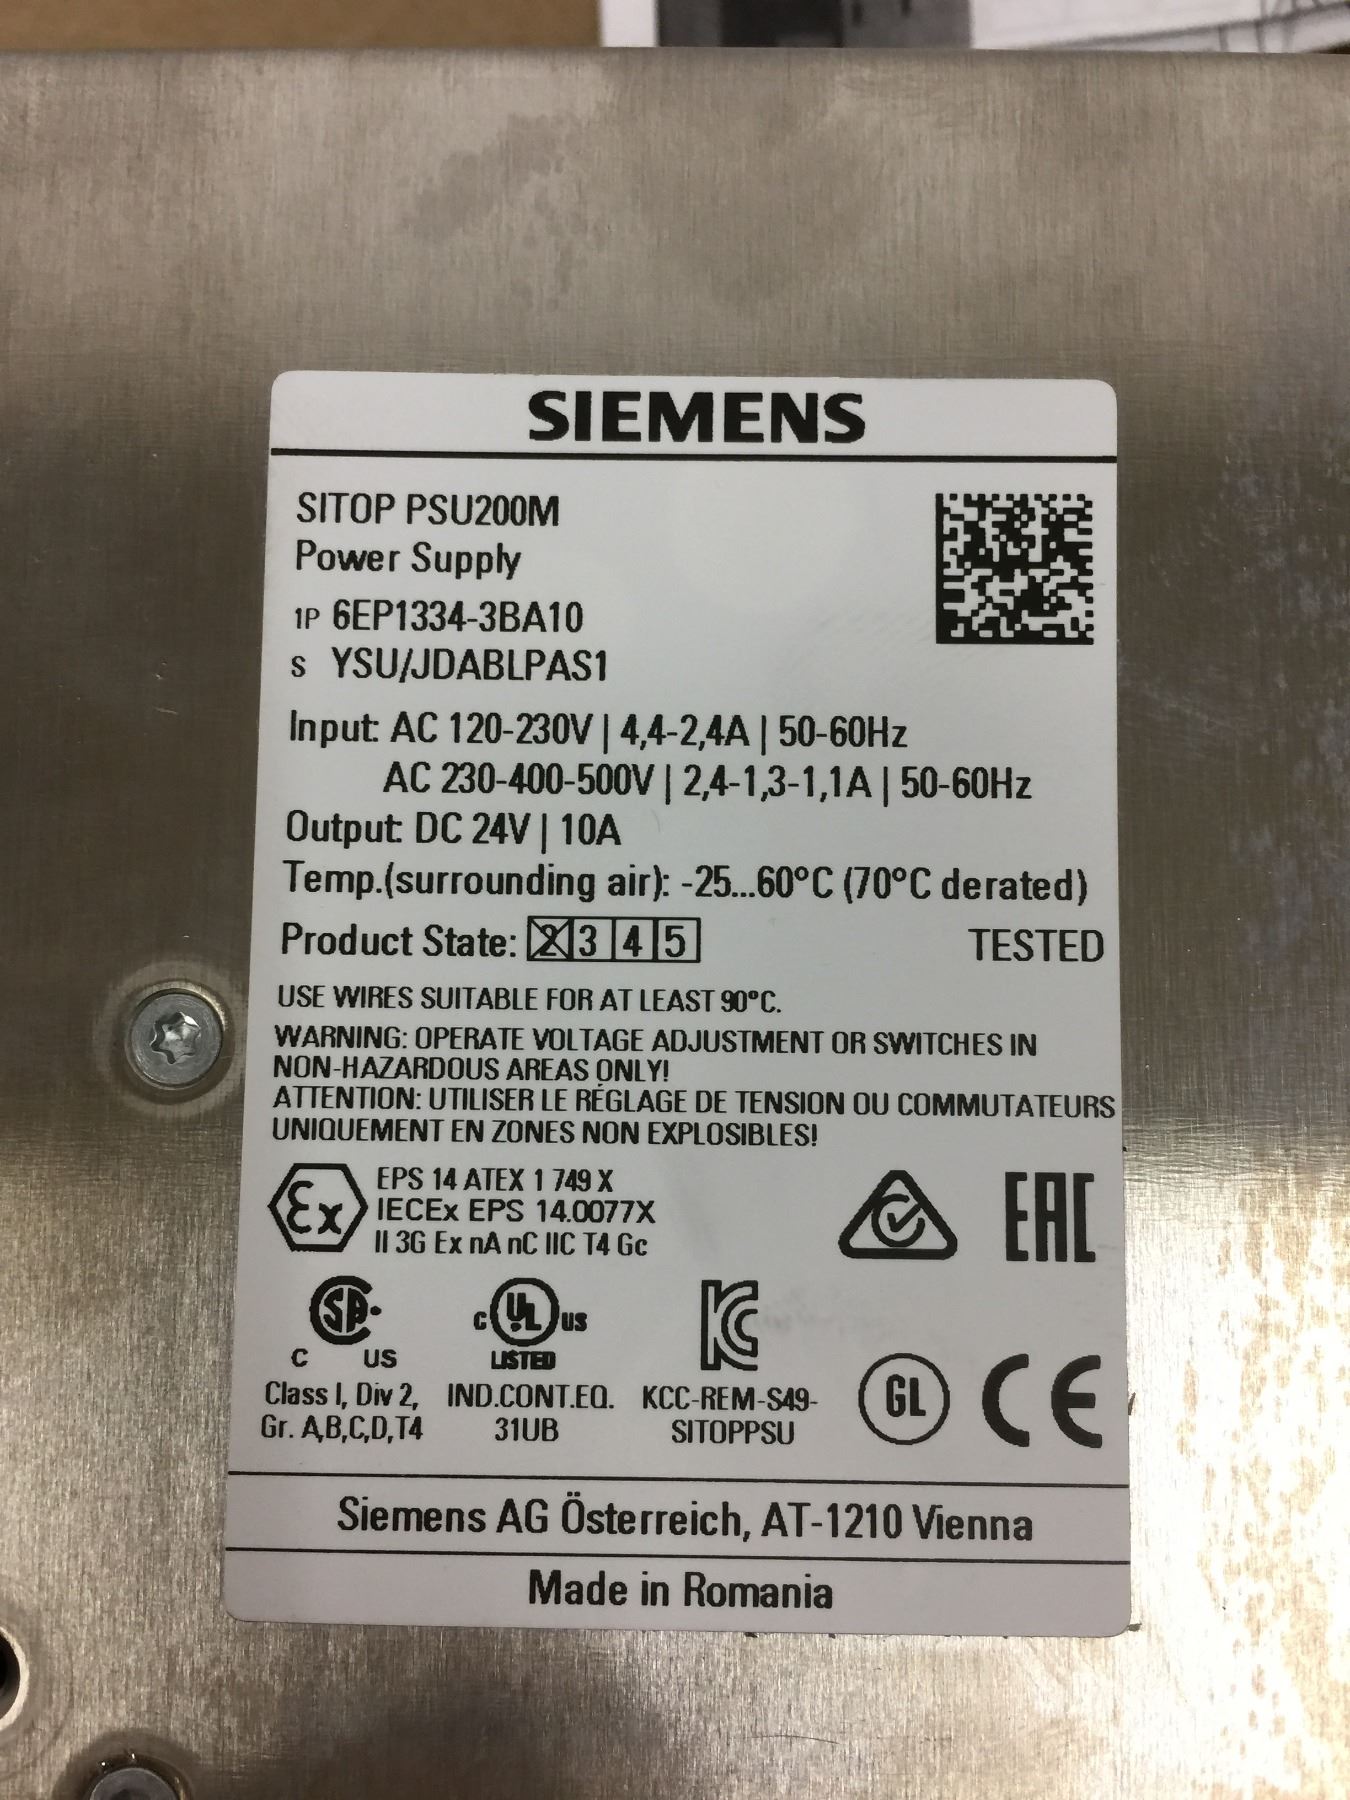 SIEMENS
SITOP PSU200M
Power Supply
1P 6EP1334-3BA10
S YSU/JDABLPAS1
Input: AC 120-230V | 4,4-2,4A | 50-60Hz
AC 230-400-500V | 2,4-1,3-1,1A | 50-60Hz
Output: DC 24V | 10A
Temp.(surrounding air): -25...60°C (70°C derated)
Product State: 2 3 4 5 TESTED
USE WIRES SUITABLE FOR AT LEAST 90°C.
WARNING: OPERATE VOLTAGE ADJUSTMENT OR SWITCHES IN
NON-HAZARDOUS AREAS ONLY!
ATTENTION: UTILISER LE RÉGLAGE DE TENSION OU COMMUTATEURS
UNIQUEMENT EN ZONES NON EXPLOSIBLES!
Ex
EPS 14 ATEX 1 749 X
IECEx EPS 14.0077X
II 3G Ex nA nC IIC T4 Gc
EAC
SA
C US
Class I, Div 2,
Gr. A,B,C,D,T4
c UL us
LISTED
IND.CONT.EQ.
31UB
KC
KCC-REM-S49-
SITOPPSU
GL
CE
Siemens AG Österreich, AT-1210 Vienna
Made in Romania